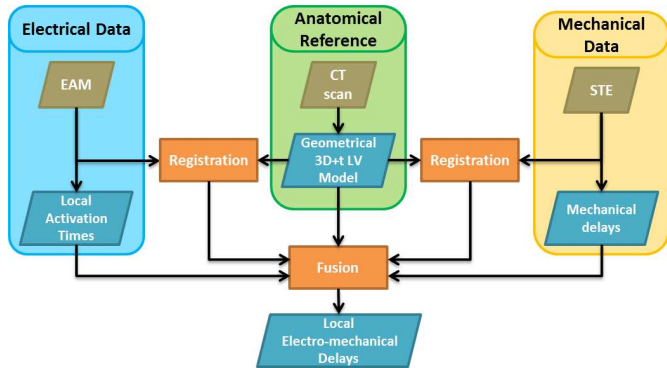 Electrical Data
Anatomical
Reference
Mechanical
Data
EAM
CT
scan
STE
Registration
Geometrical
3D+t LV
Model
Registration
Local
Activation
Times
Mechanical
delays
Fusion
Local
Electro-mechanical
Delays